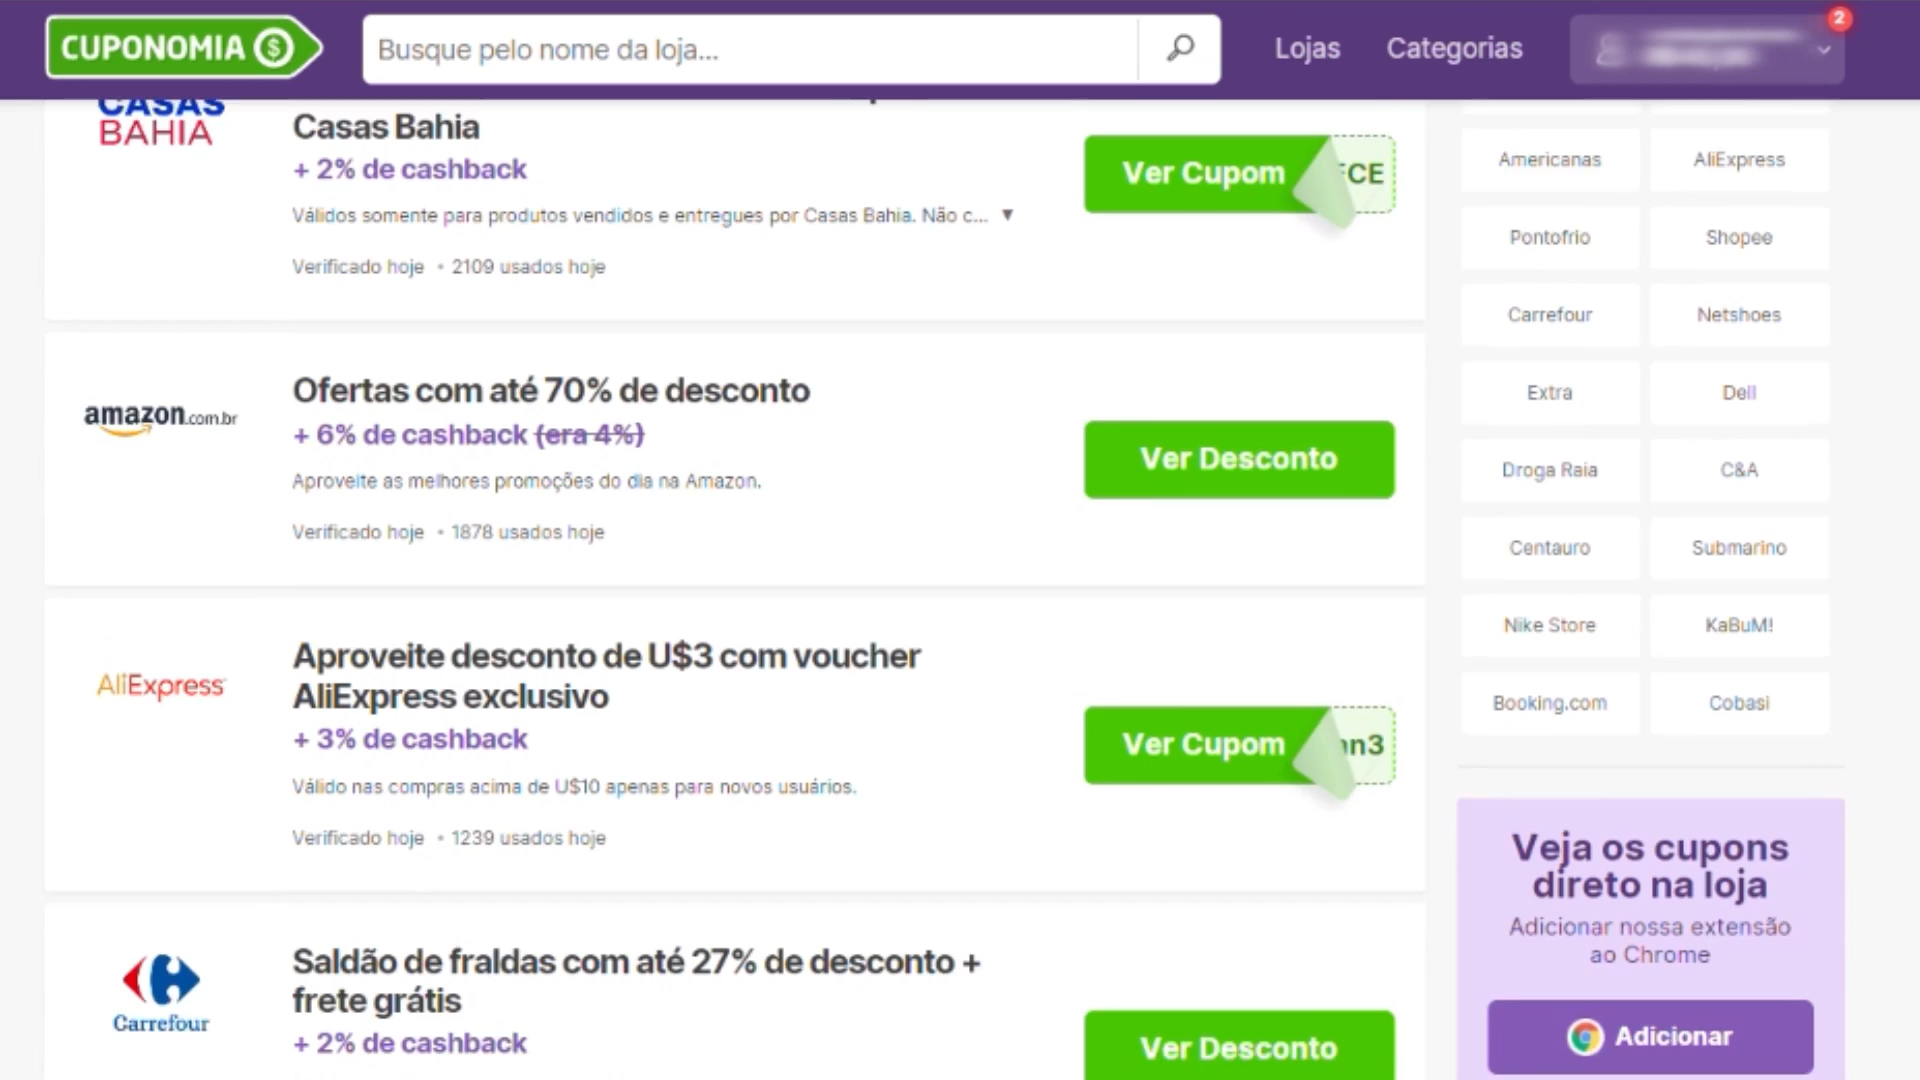 CUPONOMIA $
Busque pelo nome da loja...
Lojas
Categorias
2
CASAS
BAHIA
Casas Bahia
+ 2% de cashback
Válidos somente para produtos vendidos e entregues por Casas Bahia. Não c... ▼
Verificado hoje • 2109 usados hoje
Ver Cupom
CE
amazon.com.br
Ofertas com até 70% de desconto
+ 6% de cashback (era 4%)
Aproveite as melhores promoções do dia na Amazon.
Verificado hoje • 1878 usados hoje
Ver Desconto
AliExpress
Aproveite desconto de U$3 com voucher
AliExpress exclusivo
+ 3% de cashback
Válido nas compras acima de U$10 apenas para novos usuários.
Verificado hoje • 1239 usados hoje
Ver Cupom
n3
Carrefour
Saldão de fraldas com até 27% de desconto +
frete grátis
+ 2% de cashback
Ver Desconto
Americanas
AliExpress
Pontofrio
Shopee
Carrefour
Netshoes
Extra
Dell
Droga Raia
C&A
Centauro
Submarino
Nike Store
KaBuM!
Booking.com
Cobasi
Veja os cupons
direto na loja
Adicionar nossa extensão
ao Chrome
Adicionar